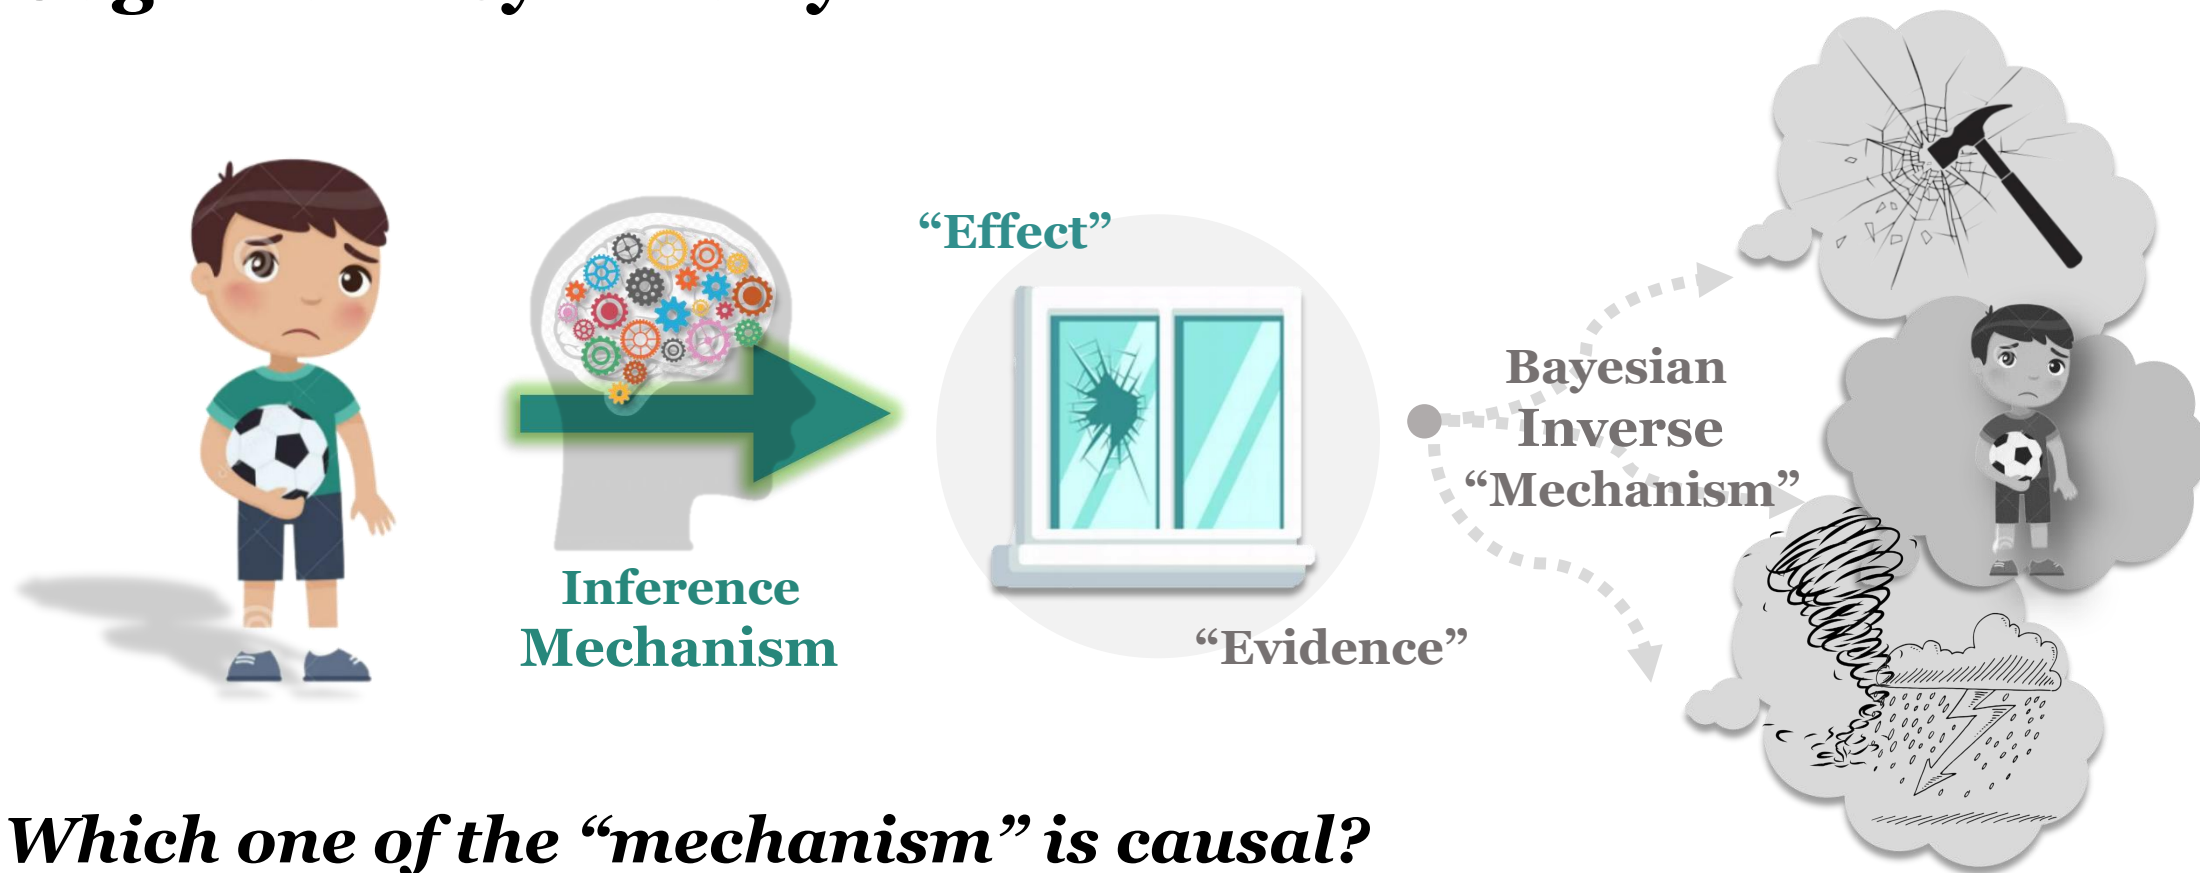 “Effect”
Bayesian
Inverse
“Mechanism”
Inference
Mechanism
“Evidence”
Which one of the “mechanism” is causal?